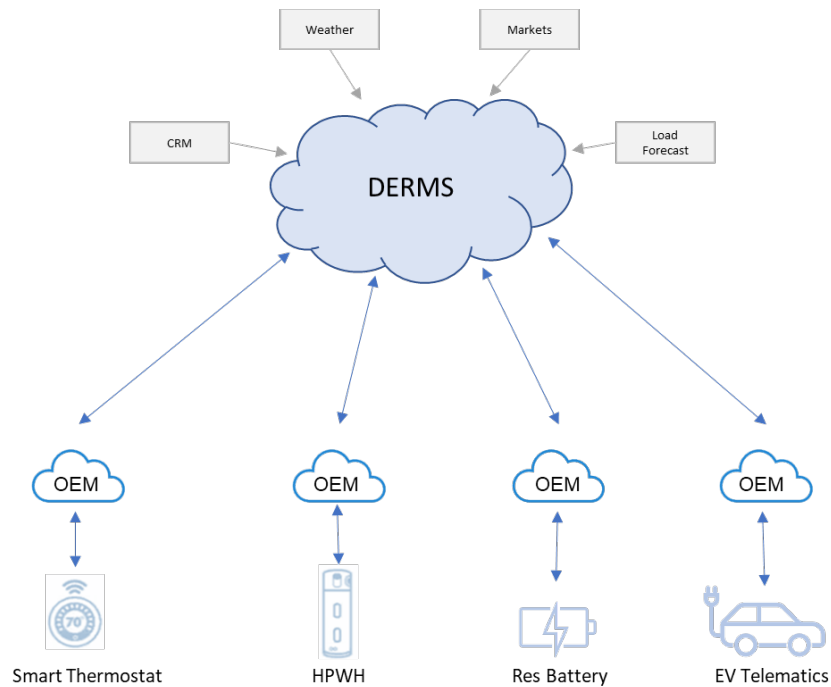 Weather
Markets
CRM
Load
Forecast
DERMS
OEM
OEM
OEM
OEM
70°
Smart Thermostat
HPWH
Res Battery
EV Telematics